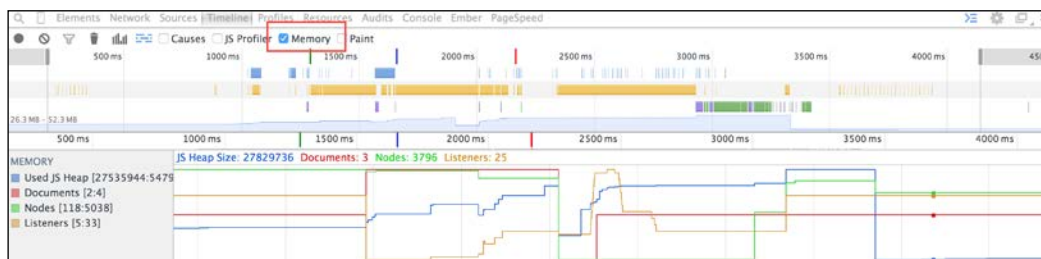 Elements Network Sources Timeline Profiles Resources Audits Console Ember PageSpeed
Causes JS Profiler Memory Paint
500 ms 1000 ms 1500 ms 2000 ms 2500 ms 3000 ms 3500 ms 4000 ms 45
26.3 MB – 52.3 MB
500 ms 1000 ms 1500 ms 2000 ms 2500 ms 3000 ms 3500 ms 4000 ms
MEMORY JS Heap Size: 27829736 Documents: 3 Nodes: 3796 Listeners: 25
Used JS Heap [27535944:5479
Documents [2:4]
Nodes [118:5038]
Listeners [5:33]